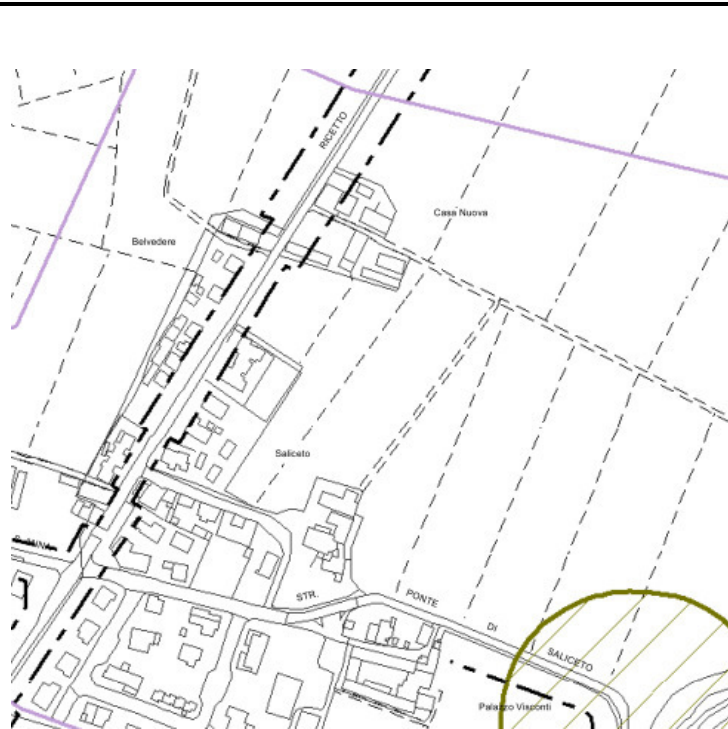 RICETTO
Casa Nuova
Belvedere
Saliceto
STR. PONTE DI SALICETO
Palazzo Visconti